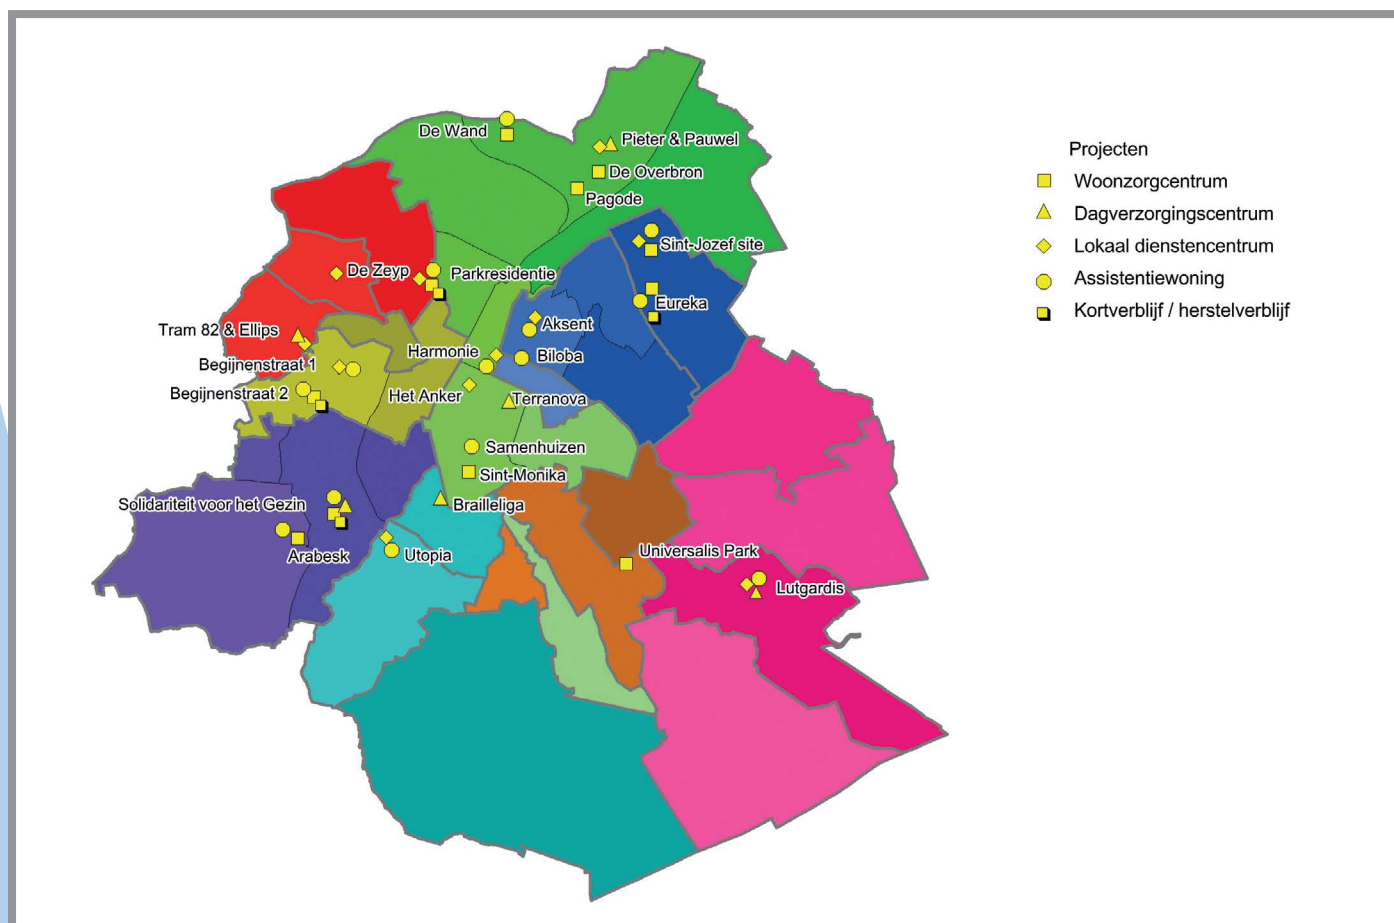 De Wand
Pieter & Pauwel
De Overbron
Pagode
Sint-Jozef site
De Zeyp
Parkresidentie
Eureka
Tram 82 & Ellips
Aksent
Harmonie
Biloba
Begijnenstraat 1
Begijnenstraat 2
Het Anker
Terranova
Samenhuizen
Sint-Monika
Solidariteit voor het Gezin
Brailleliga
Arabesk
Utopia
Universalis Park
Lutgardis
Projecten
Woonzorgcentrum
Dagverzorgingscentrum
Lokaal dienstencentrum
Assistentiewoning
Kortverblijf / herstelverblijf